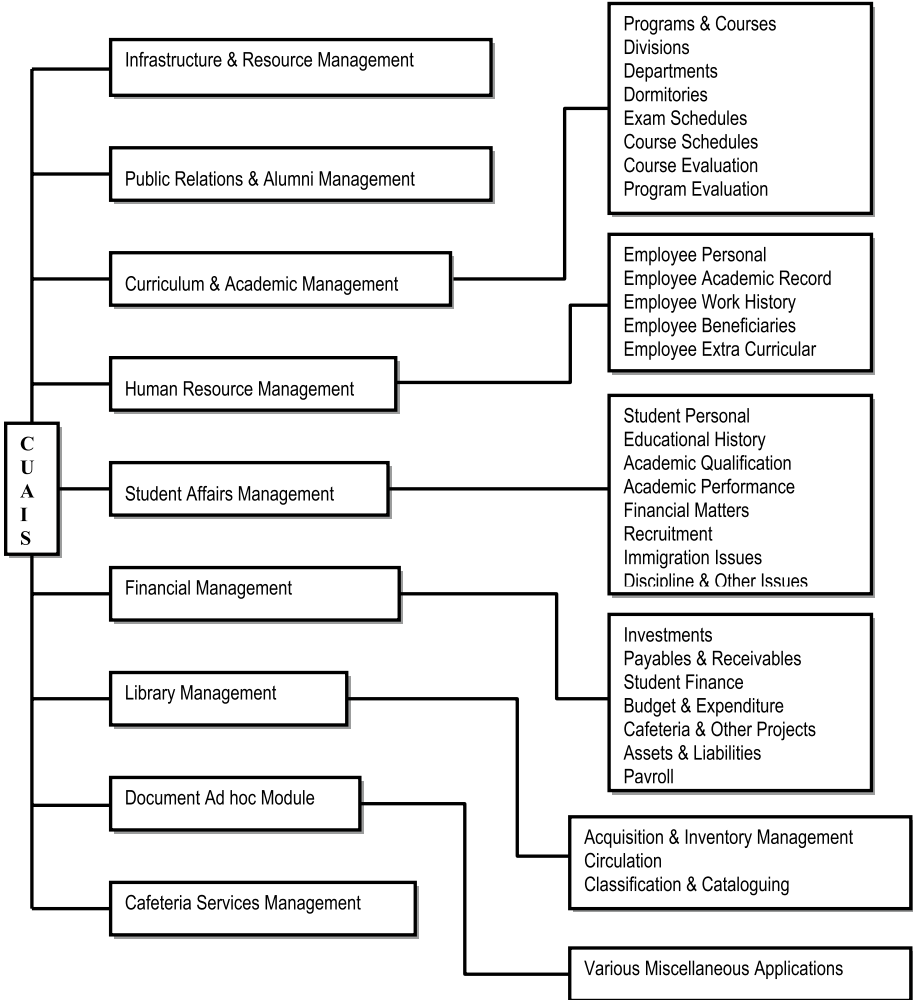 CUAIS
Infrastructure & Resource Management
Public Relations & Alumni Management
Curriculum & Academic Management
Human Resource Management
Student Affairs Management
Financial Management
Library Management
Document Ad hoc Module
Cafeteria Services Management
Programs & Courses
Divisions
Departments
Dormitories
Exam Schedules
Course Schedules
Course Evaluation
Program Evaluation
Employee Personal
Employee Academic Record
Employee Work History
Employee Beneficiaries
Employee Extra Curricular
Student Personal
Educational History
Academic Qualification
Academic Performance
Financial Matters
Recruitment
Immigration Issues
Discipline & Other Issues
Investments
Payables & Receivables
Student Finance
Budget & Expenditure
Cafeteria & Other Projects
Assets & Liabilities
Payroll
Acquisition & Inventory Management
Circulation
Classification & Cataloguing
Various Miscellaneous Applications